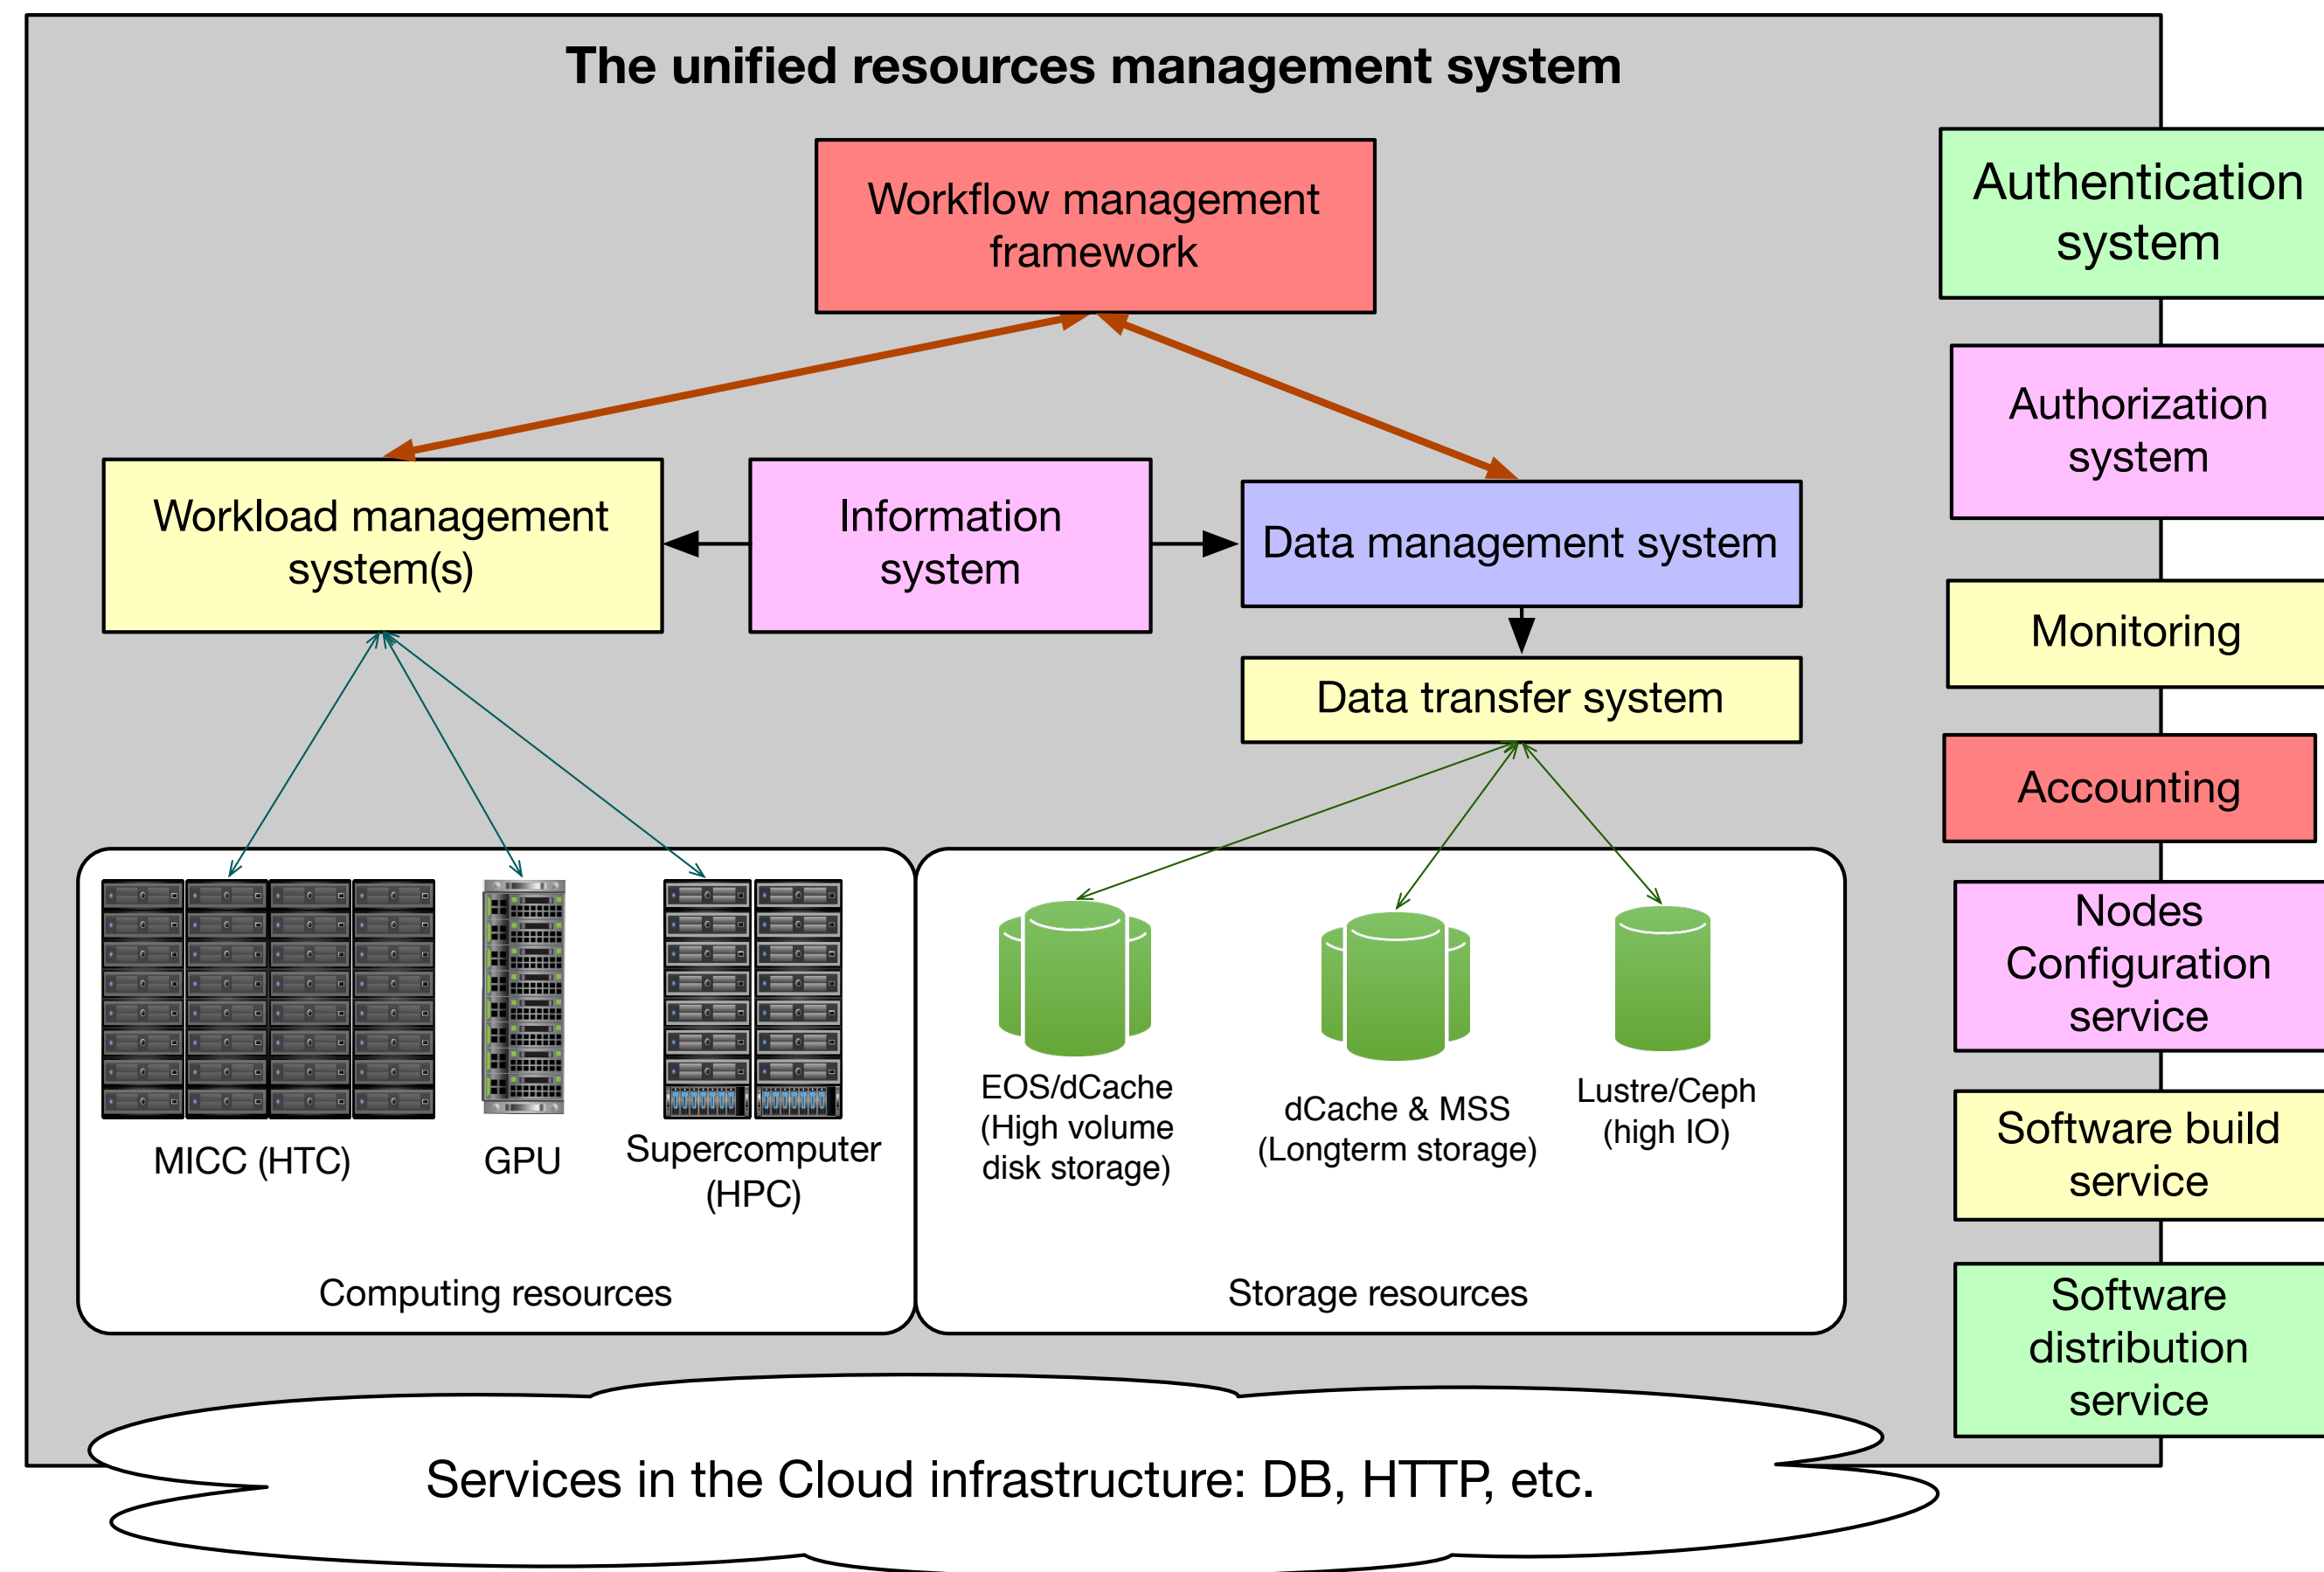 The unified resources management system
Workflow management
framework
Authentication
system
Authorization
system
Workload management
system(s)
Information
system
Data management system
Monitoring
Data transfer system
Accounting
Nodes
Configuration
service
EOS/dCache
(High volume
disk storage)
dCache & MSS
(Longterm storage)
Lustre/Ceph
(high IO)
MICC (HTC)
GPU
Supercomputer
(HPC)
Software build
service
Computing resources
Storage resources
Software
distribution
service
Services in the Cloud infrastructure: DB, HTTP, etc.